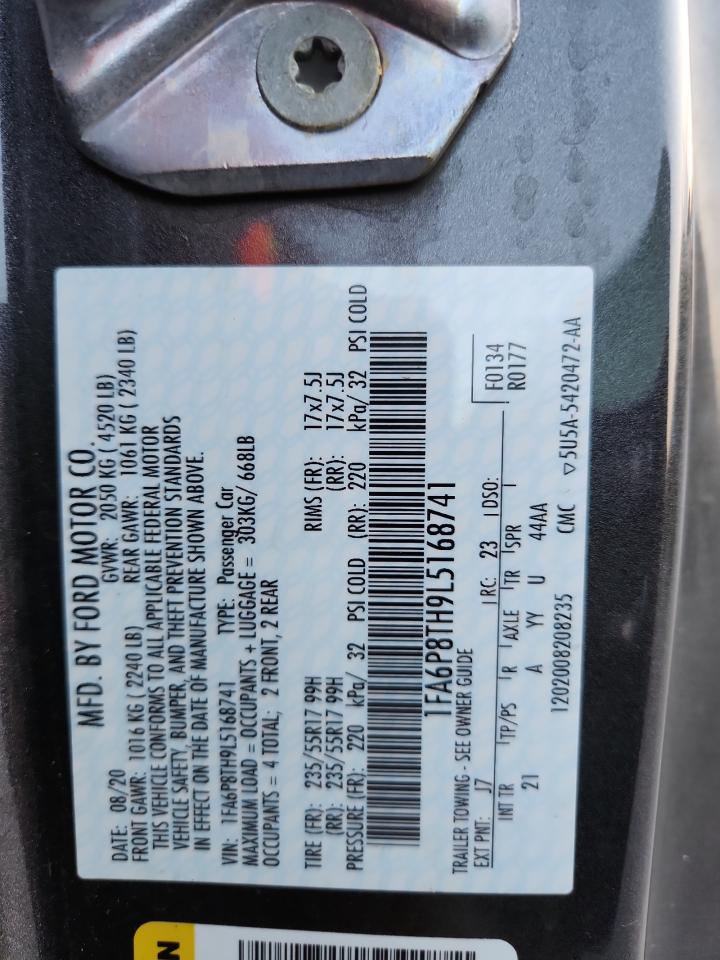 MFD. BY FORD MOTOR CO.
DATE: 08/20 GVWR: 2050 KG ( 4520 LB)
FRONT GAWR: 1016 KG ( 2240 LB) REAR GAWR: 1061 KG ( 2340 LB)
THIS VEHICLE CONFORMS TO ALL APPLICABLE FEDERAL MOTOR
VEHICLE SAFETY, BUMPER, AND THEFT PREVENTION STANDARDS
IN EFFECT ON THE DATE OF MANUFACTURE SHOWN ABOVE.
VIN: 1FA6P8TH9L5168741 TYPE: Passenger Car
MAXIMUM LOAD = OCCUPANTS + LUGGAGE = 303KG/ 668LB
OCCUPANTS = 4 TOTAL; 2 FRONT, 2 REAR
TIRE (FR): 235/55R17 99H RIMS (FR): 17x7.5J
(RR): 235/55R17 99H (RR): 17x7.5J
PRESSURE (FR): 220 kPa/ 32 PSI COLD (RR): 220 kPa/ 32 PSI COLD
1FA6P8TH9L5168741
TRAILER TOWING - SEE OWNER GUIDE
EXT PNT: J7 RC: 23 DSO: F0134
INT TR TP/PS R AXLE TR SPR R0177
21 A YY U 44AA
1202008208235 CMC ▽5U5A-5420472-AA
N